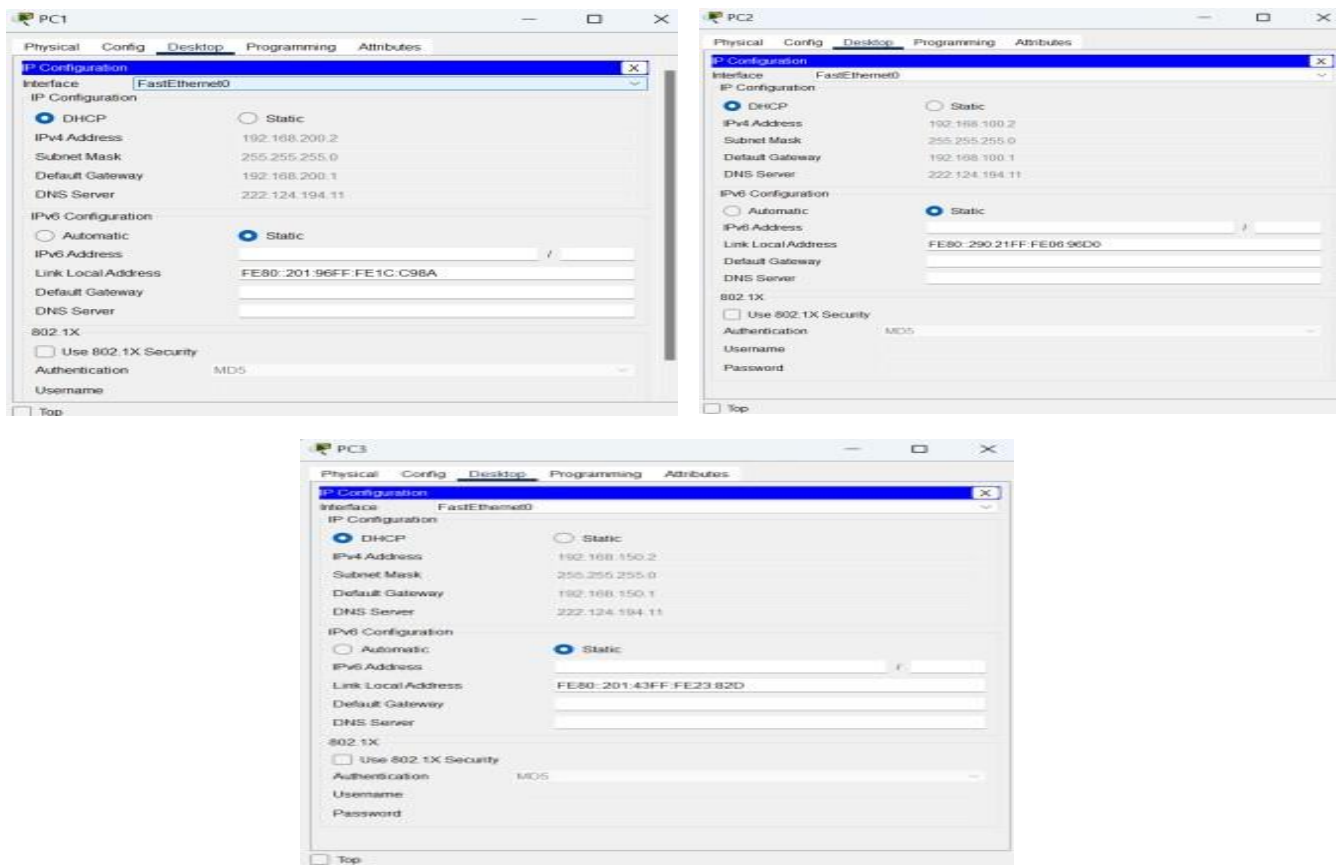 PC1
Physical Config Desktop Programming Attributes
IP Configuration X
Interface FastEthernet0
IP Configuration
DHCP Static
IPv4 Address 192.168.200.2
Subnet Mask 255.255.255.0
Default Gateway 192.168.200.1
DNS Server 222.124.194.11
IPv6 Configuration
Automatic Static
IPv6 Address /
Link Local Address FE80::201:96FF:FE1C:C98A
Default Gateway
DNS Server
802.1X
Use 802.1X Security
Authentication MD5
Username
Top
PC2
Physical Config Desktop Programming Attributes
IP Configuration X
Interface FastEthernet0
IP Configuration
DHCP Static
IPv4 Address 192.168.100.2
Subnet Mask 255.255.255.0
Default Gateway 192.168.100.1
DNS Server 222.124.194.11
IPv6 Configuration
Automatic Static
IPv6 Address /
Link Local Address FE80::290:21FF:FE06:96D0
Default Gateway
DNS Server
802.1X
Use 802.1X Security
Authentication MD5
Username
Password
Top
PC3
Physical Config Desktop Programming Attributes
IP Configuration X
Interface FastEthernet0
IP Configuration
DHCP Static
IPv4 Address 192.168.150.2
Subnet Mask 255.255.255.0
Default Gateway 192.168.150.1
DNS Server 222.124.194.11
IPv6 Configuration
Automatic Static
IPv6 Address /
Link Local Address FE80::201:43FF:FE23:82D
Default Gateway
DNS Server
802.1X
Use 802.1X Security
Authentication MD5
Username
Password
Top